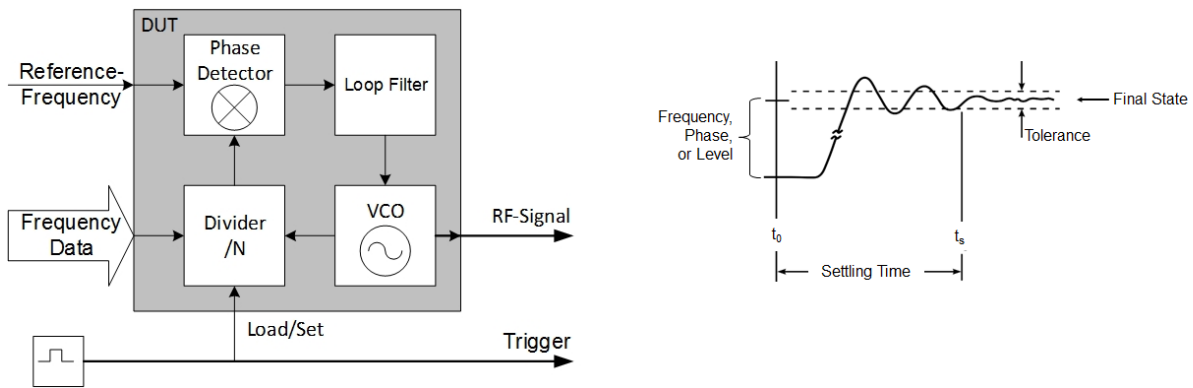 DUT
Phase
Detector
Reference-
Frequency
Loop Filter
Frequency
Data
Divider
/N
VCO
RF-Signal
Load/Set
Trigger
Frequency,
Phase,
or Level
Final State
Tolerance
t0
ts
Settling Time